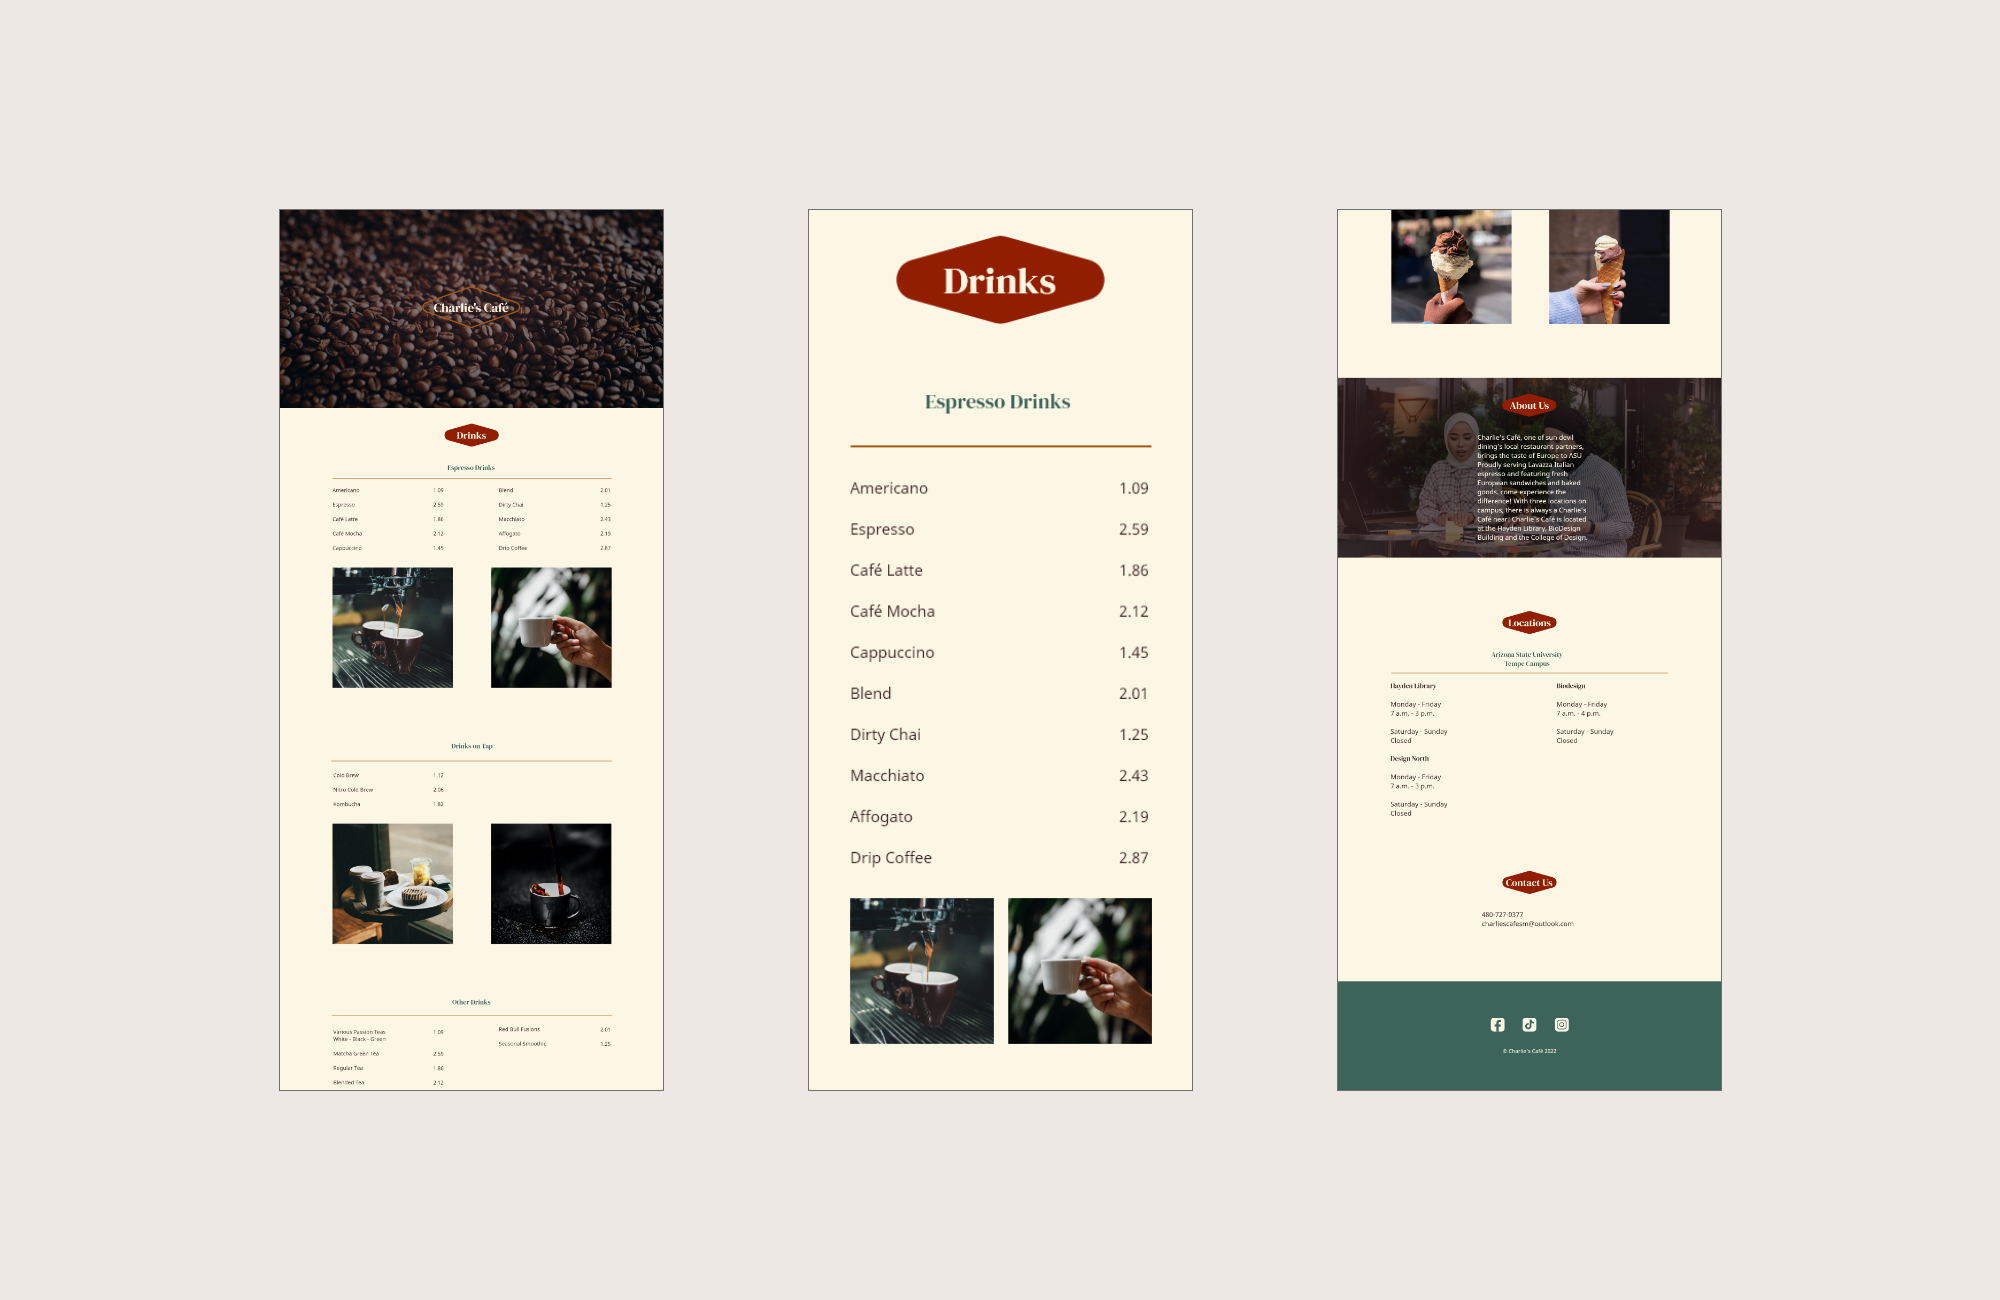 Charlie's Café
Drinks
Espresso Drinks
Americano 1.09 Blend 2.01
Espresso 2.59 Dirty Chai 1.25
Café Latte 1.86 Macchiato 2.43
Café Mocha 2.12 Affogato 2.19
Cappuccino 1.45 Drip Coffee 2.87
Drinks on Tap
Cold Brew 1.12
Nitro Cold Brew 2.06
Kombucha 1.82
Other Drinks
Various Passion Teas 1.09 Red Bull Fusions 2.01
White - Black - Green
Seasonal Smoothie 1.25
Matcha Green Tea 2.59
Regular Tea 1.86
Blended Tea 2.12
Drinks
Espresso Drinks
Americano 1.09
Espresso 2.59
Café Latte 1.86
Café Mocha 2.12
Cappuccino 1.45
Blend 2.01
Dirty Chai 1.25
Macchiato 2.43
Affogato 2.19
Drip Coffee 2.87
About Us
Charlie's Café, one of sun devil
dining's local restaurant partners,
brings the taste of Europe to ASU
Proudly serving Lavazza Italian
espresso and featuring fresh
European sandwiches and baked
goods, come experience the
difference! With three locations on
campus, there is always a Charlie's
Café near! Charlie's Café is located
at the Hayden Library, BioDesign
Building and the College of Design.
Locations
Arizona State University
Tempe Campus
Hayden Library
Monday - Friday
7 a.m. - 3 p.m.
Saturday - Sunday
Closed
Biodesign
Monday - Friday
7 a.m. - 4 p.m.
Saturday - Sunday
Closed
Design North
Monday - Friday
7 a.m. - 3 p.m.
Saturday - Sunday
Closed
Contact Us
480-727-0377
charliescafesm@outlook.com
© Charlie's Café 2022